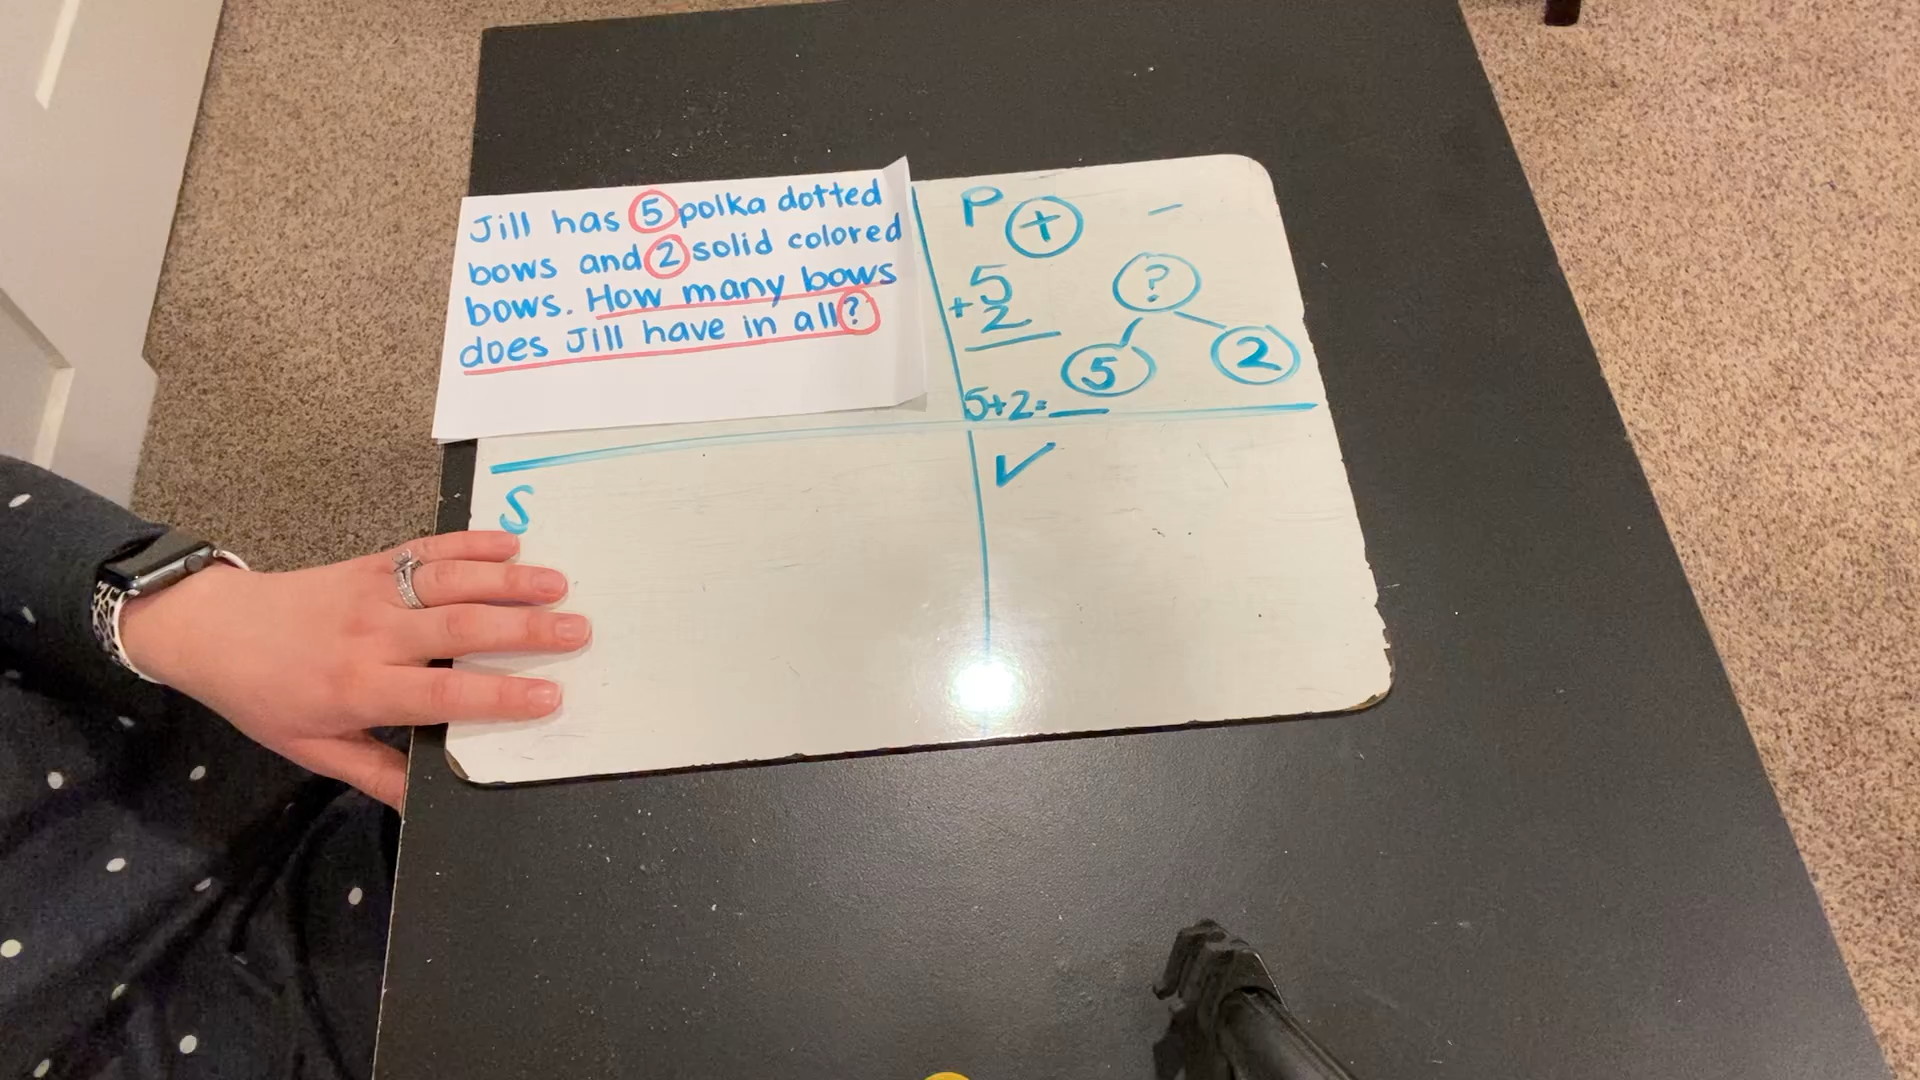 Jill has 5 polka dotted
bows and 2 solid colored
bows. How many bows
does Jill have in all?
P + −
5
+ 2
?
5 2
5+2=__
S
✓